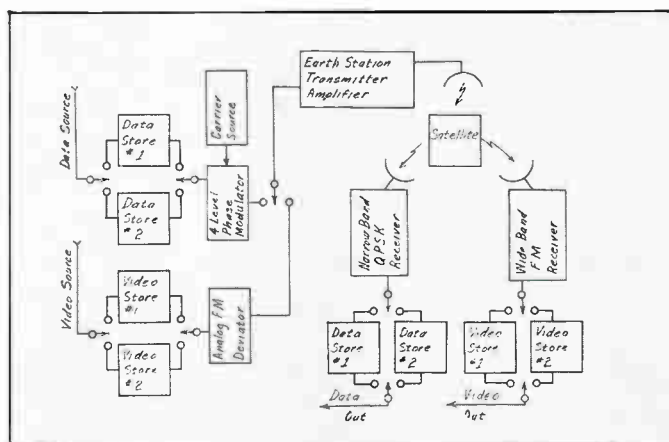 Earth Station
Transmitter
Amplifier
Data Source
Data
Store
#1
Data
Store
#2
Carrier
Source
4 Level
Phase
Modulator
Satellite
Narrow Band
QPSK
Receiver
Wide Band
FM
Receiver
Video Source
Video
Store
#1
Video
Store
#2
Analog FM
Deviator
Data
Store
#1
Data
Store
#2
Video
Store
#1
Video
Store
#2
Data
Out
Video
Out